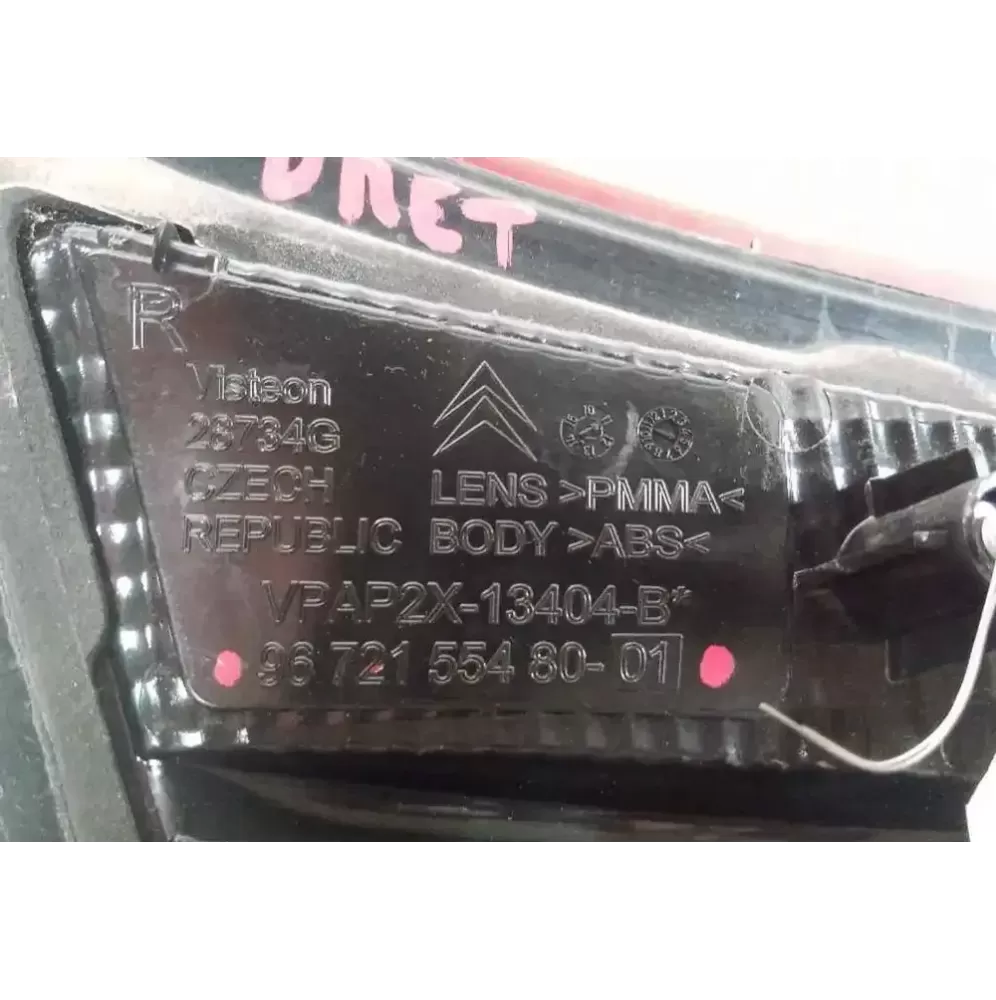 DRET
R
Visteon
28734G
CZECH
REPUBLIC
LENS >PMMA<
BODY >ABS<
VPAP2X-13404-B*
96 721 554 80- 01